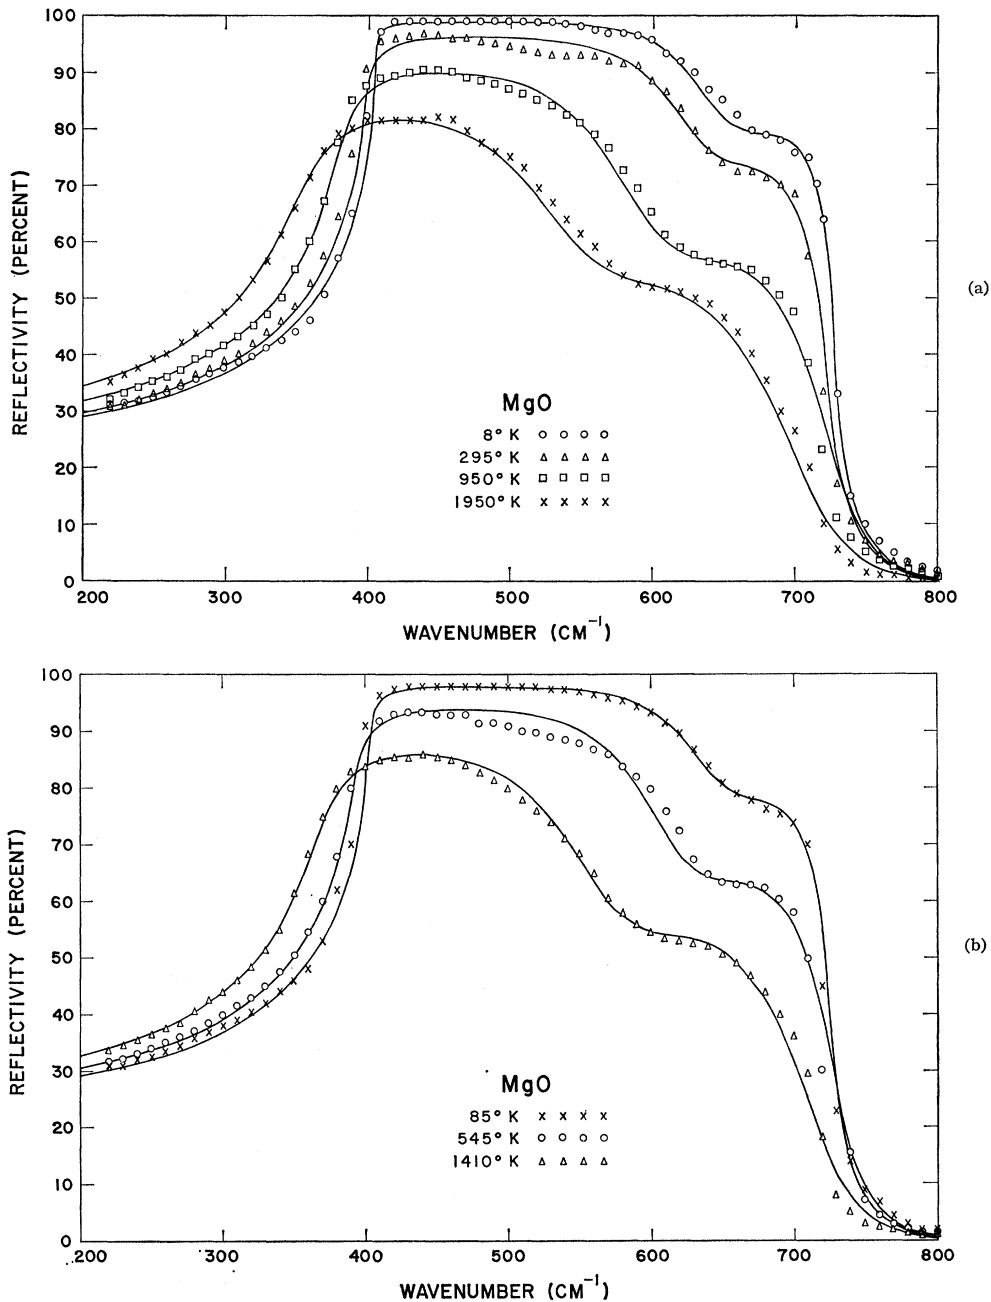 100
90
80
70
60
50
40
30
20
10
0
REFLECTIVITY (PERCENT)
MgO
8° K
295° K
950° K
1950° K
200 300 400 500 600 700 800
WAVENUMBER (CM⁻¹)
(a)
100
90
80
70
60
50
40
30
20
10
0
REFLECTIVITY (PERCENT)
MgO
85° K
545° K
1410° K
200 300 400 500 600 700 800
WAVENUMBER (CM⁻¹)
(b)